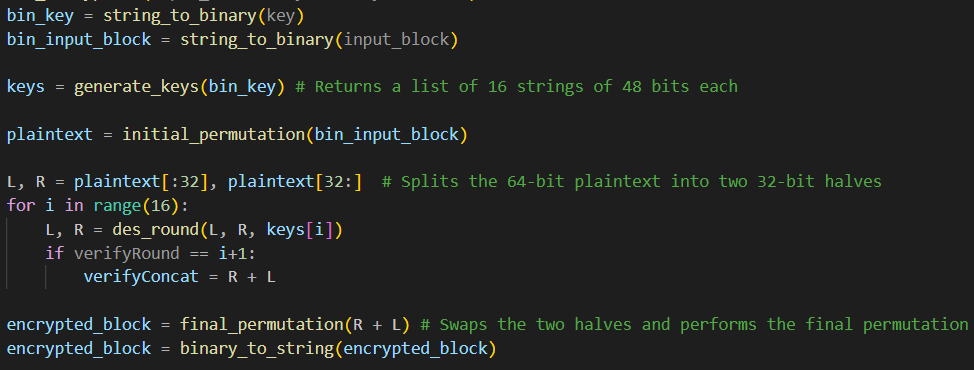 bin_key = string_to_binary(key)
bin_input_block = string_to_binary(input_block)
keys = generate_keys(bin_key) # Returns a list of 16 strings of 48 bits each
plaintext = initial_permutation(bin_input_block)
L, R = plaintext[:32], plaintext[32:]  # Splits the 64-bit plaintext into two 32-bit halves
for i in range(16):
    L, R = des_round(L, R, keys[i])
    if verifyRound == i+1:
        verifyConcat = R + L
encrypted_block = final_permutation(R + L) # Swaps the two halves and performs the final permutation
encrypted_block = binary_to_string(encrypted_block)